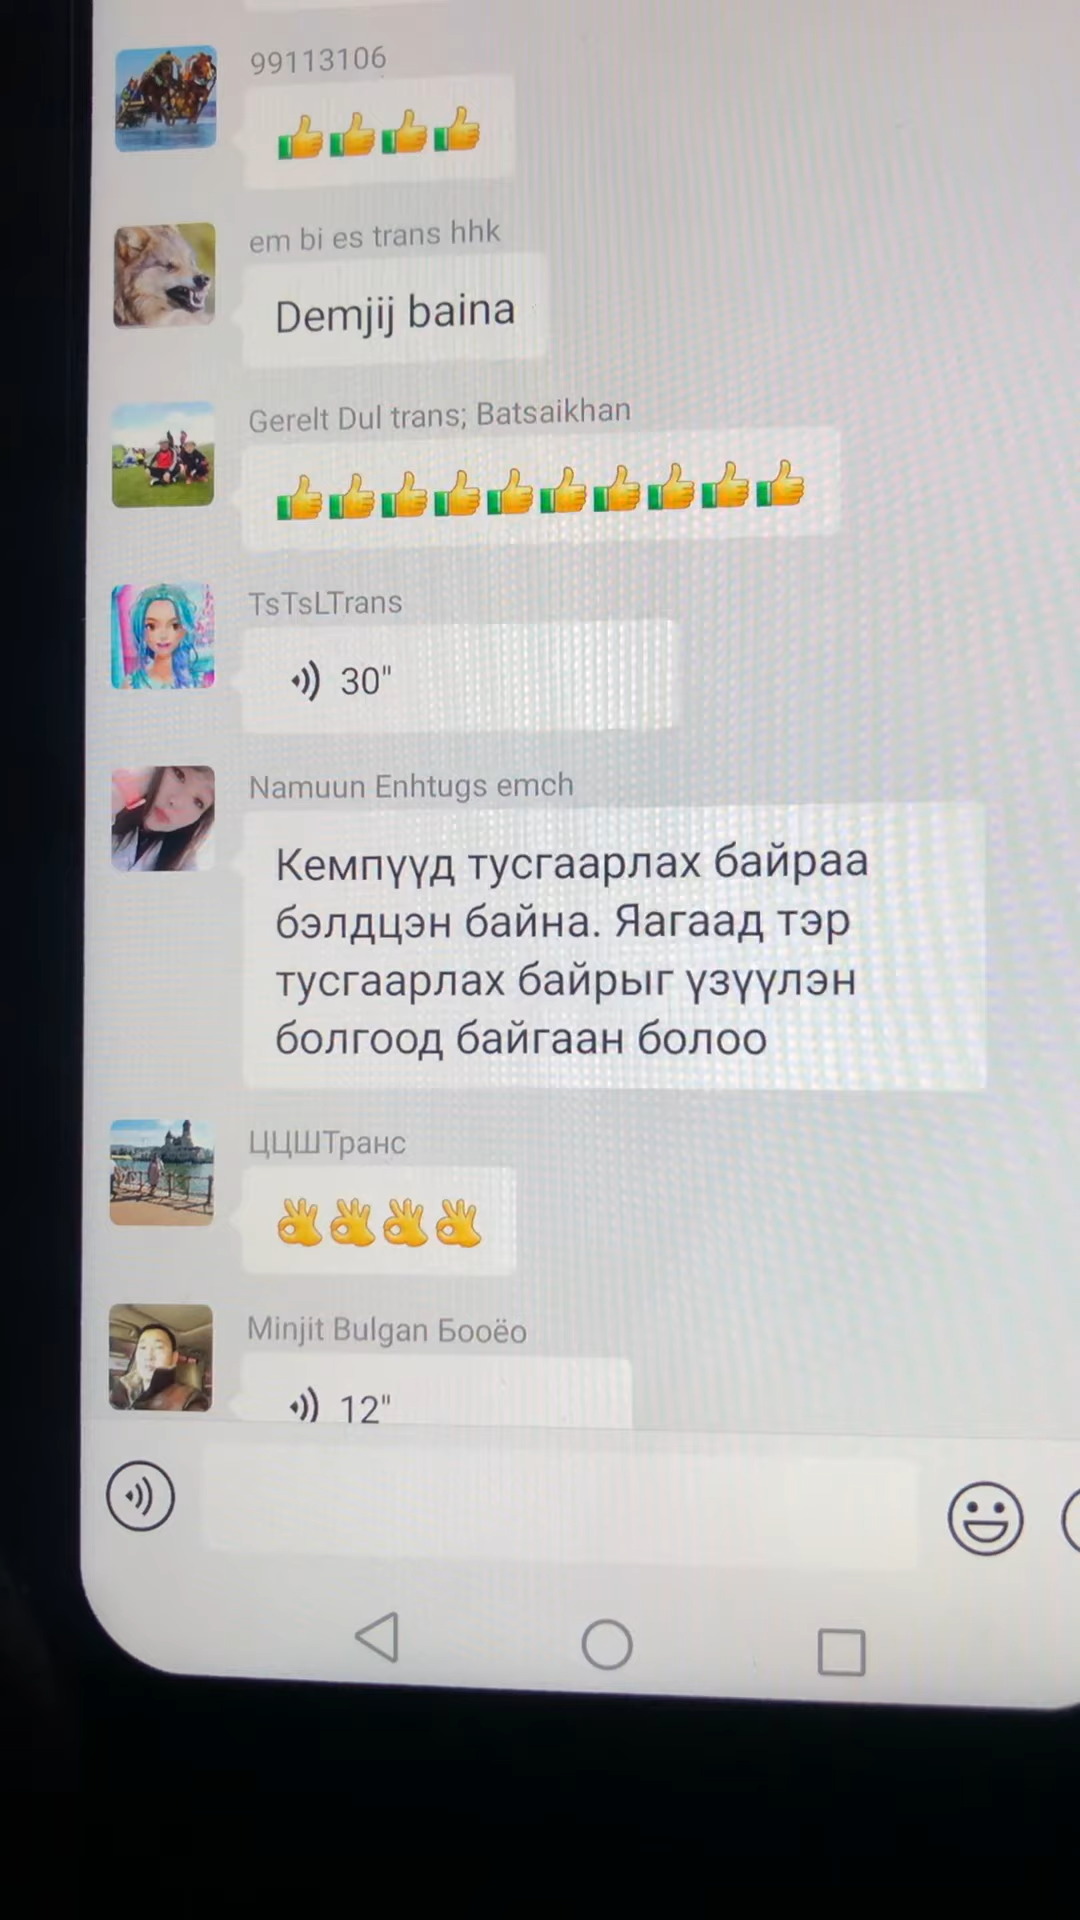 99113106
👍👍👍👍
em bi es trans hhk
Demjij baina
Gerelt Dul trans; Batsaikhan
👍👍👍👍👍👍👍👍👍👍
TsTsLTrans
30"
Namuun Enhtugs emch
Кемпүүд тусгаарлах байраа
бэлдцэн байна. Яагаад тэр
тусгаарлах байрыг үзүүлэн
болгоод байгаан болоо
ЦЦШТранс
👌👌👌👌
Minjit Bulgan Бооёо
12"